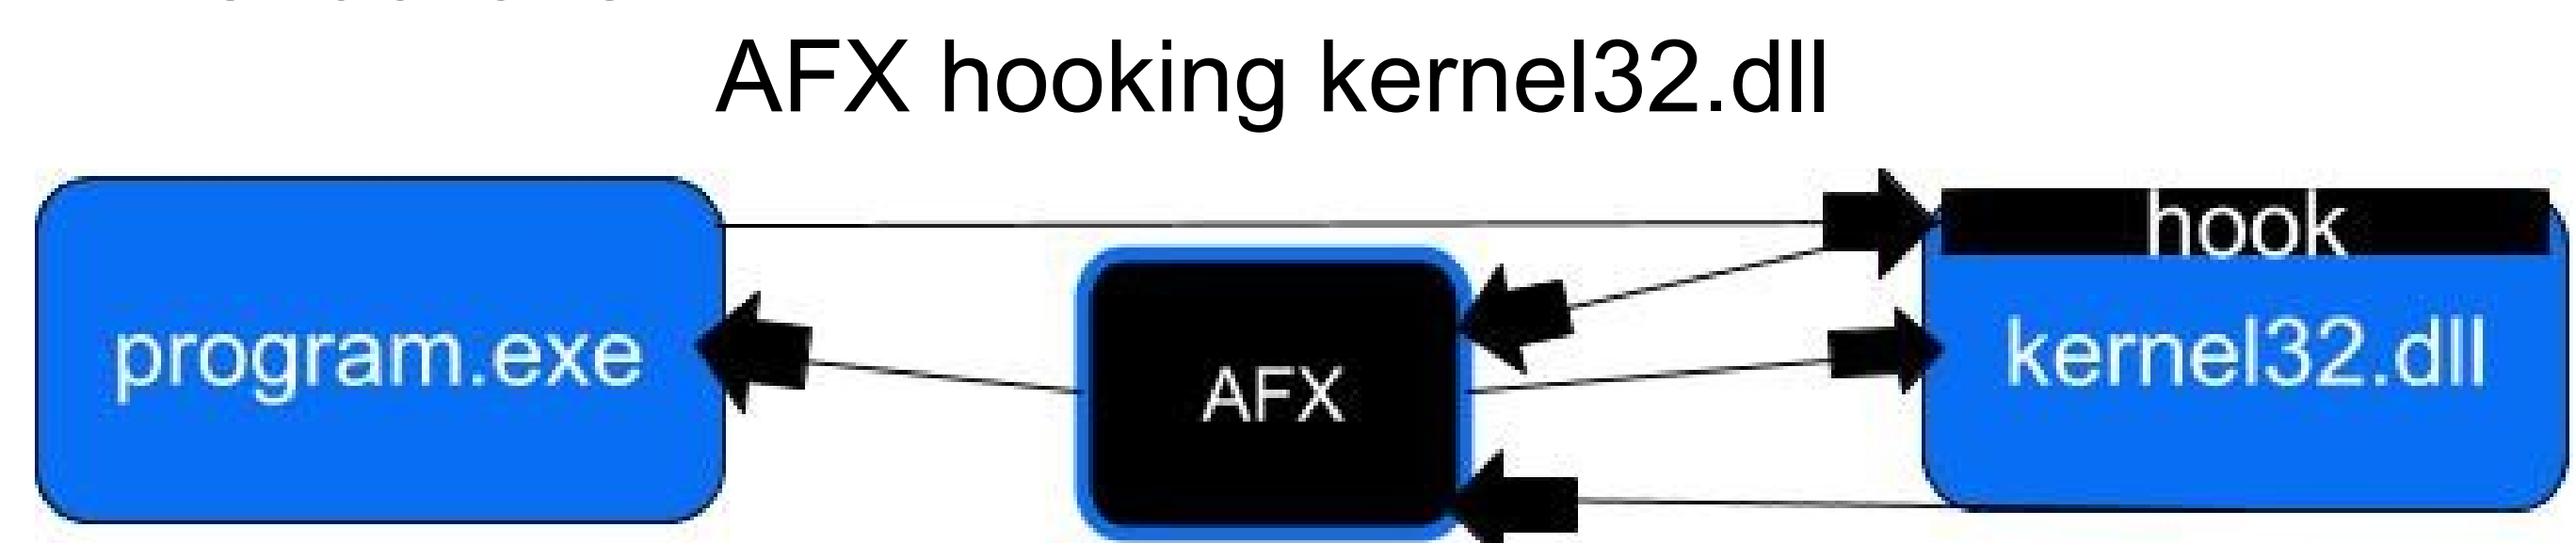 AFX hooking kernel32.dll
hook
program.exe
AFX
kernel32.dll